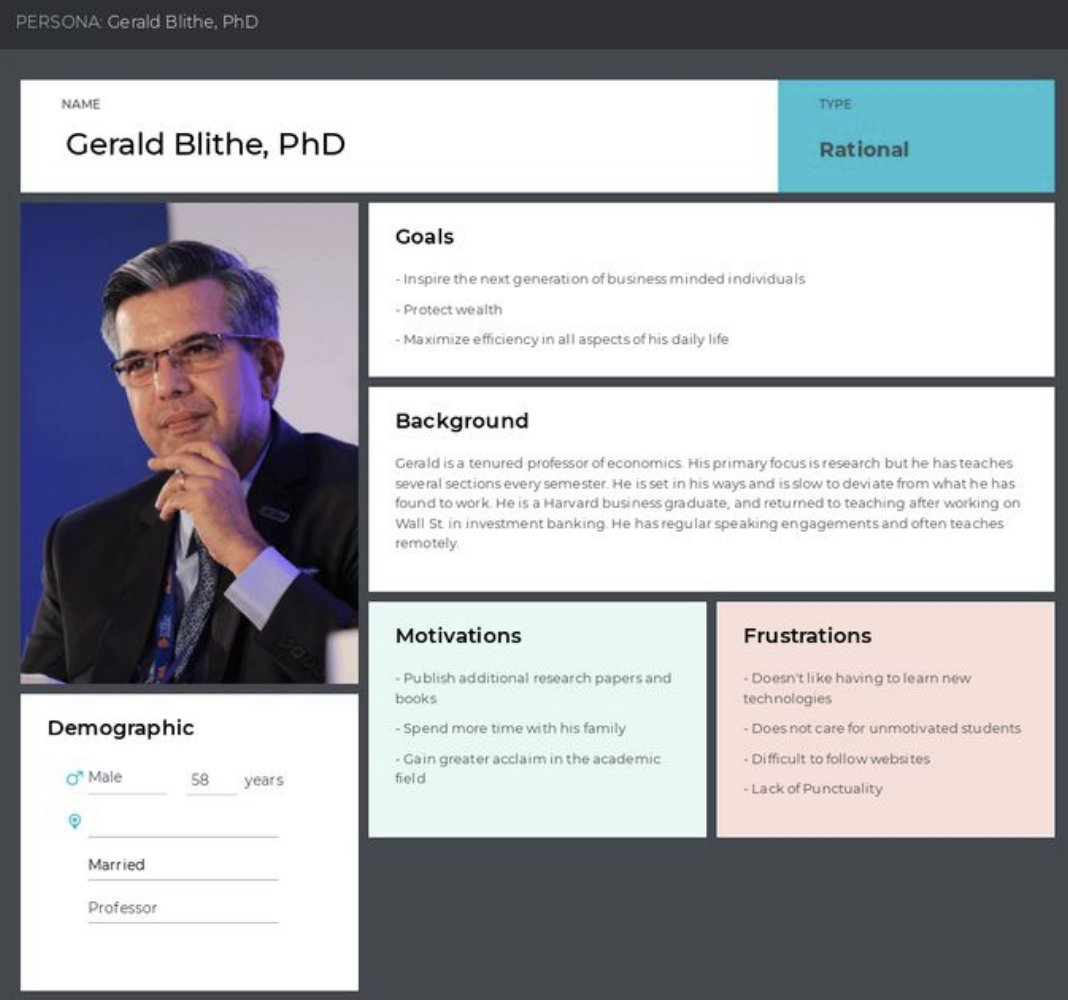 PERSONA: Gerald Blithe, PhD
NAME
Gerald Blithe, PhD
TYPE
Rational
Goals
- Inspire the next generation of business minded individuals
- Protect wealth
- Maximize efficiency in all aspects of his daily life
Background
Gerald is a tenured professor of economics. His primary focus is research but he has teaches
several sections every semester. He is set in his ways and is slow to deviate from what he has
found to work. He is a Harvard business graduate, and returned to teaching after working on
Wall St. in investment banking. He has regular speaking engagements and often teaches
remotely.
Motivations
- Publish additional research papers and
books
- Spend more time with his family
- Gain greater acclaim in the academic
field
Frustrations
- Doesn't like having to learn new
technologies
- Does not care for unmotivated students
- Difficult to follow websites
- Lack of Punctuality
Demographic
Male 58 years
Married
Professor